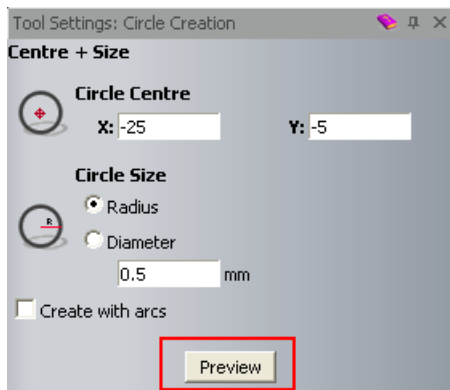 Tool Settings: Circle Creation
Centre + Size
Circle Centre
X: -25 Y: -5
Circle Size
R
Radius
Diameter
0.5 mm
Create with arcs
Preview